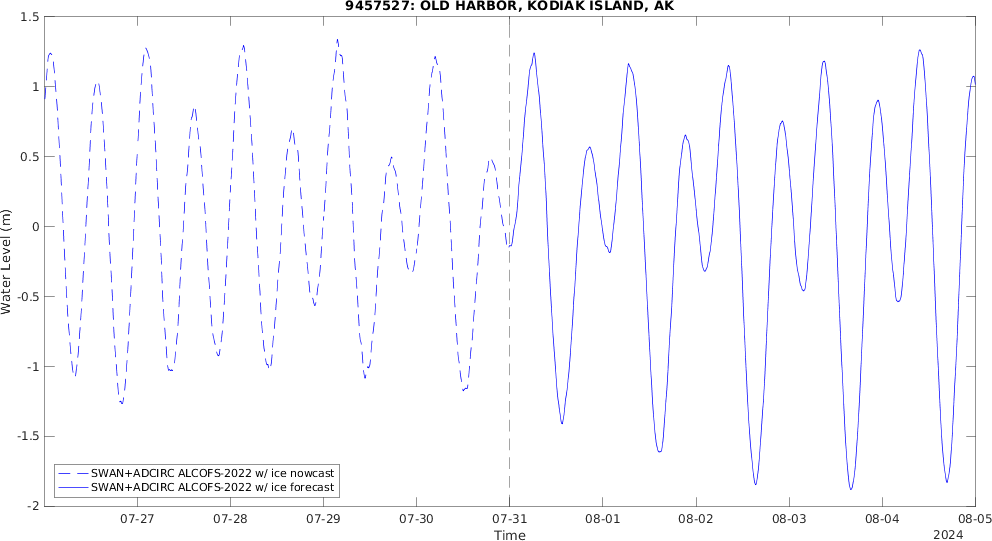 9457527: OLD HARBOR, KODIAK ISLAND, AK
1.5
1
0.5
0
-0.5
-1
-1.5
-2
Water Level (m)
SWAN+ADCIRC ALCOFS-2022 w/ ice nowcast
SWAN+ADCIRC ALCOFS-2022 w/ ice forecast
07-27 07-28 07-29 07-30 07-31 08-01 08-02 08-03 08-04 08-05
Time
2024